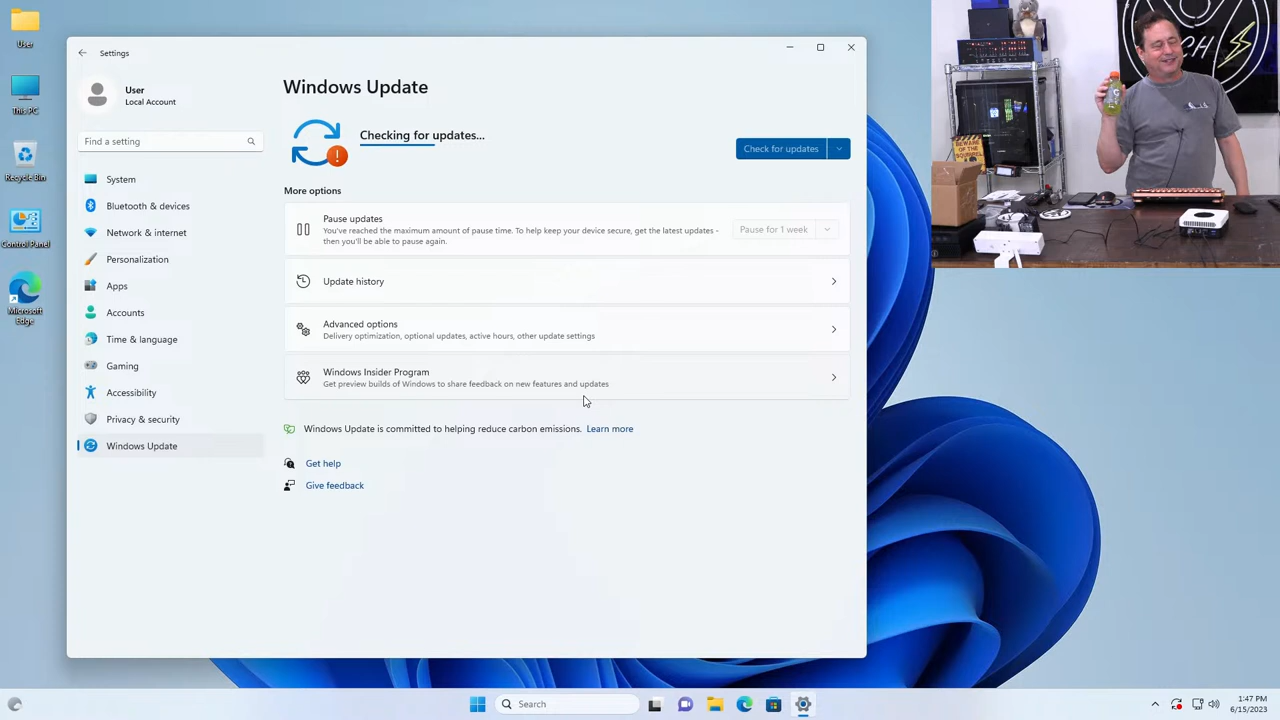 User
This PC
Recycle Bin
Control Panel
Microsoft
Edge
Settings
User
Local Account
Find a setting
System
Bluetooth & devices
Network & internet
Personalization
Apps
Accounts
Time & language
Gaming
Accessibility
Privacy & security
Windows Update
Windows Update
Checking for updates...
Check for updates
More options
Pause updates
You've reached the maximum amount of pause time. To help keep your device secure, get the latest updates -
then you'll be able to pause again.
Pause for 1 week
Update history
Advanced options
Delivery optimization, optional updates, active hours, other update settings
Windows Insider Program
Get preview builds of Windows to share feedback on new features and updates
Windows Update is committed to helping reduce carbon emissions. Learn more
Get help
Give feedback
BEWARE
OF THE
SQUIRREL
Search
1:47 PM
6/15/2023